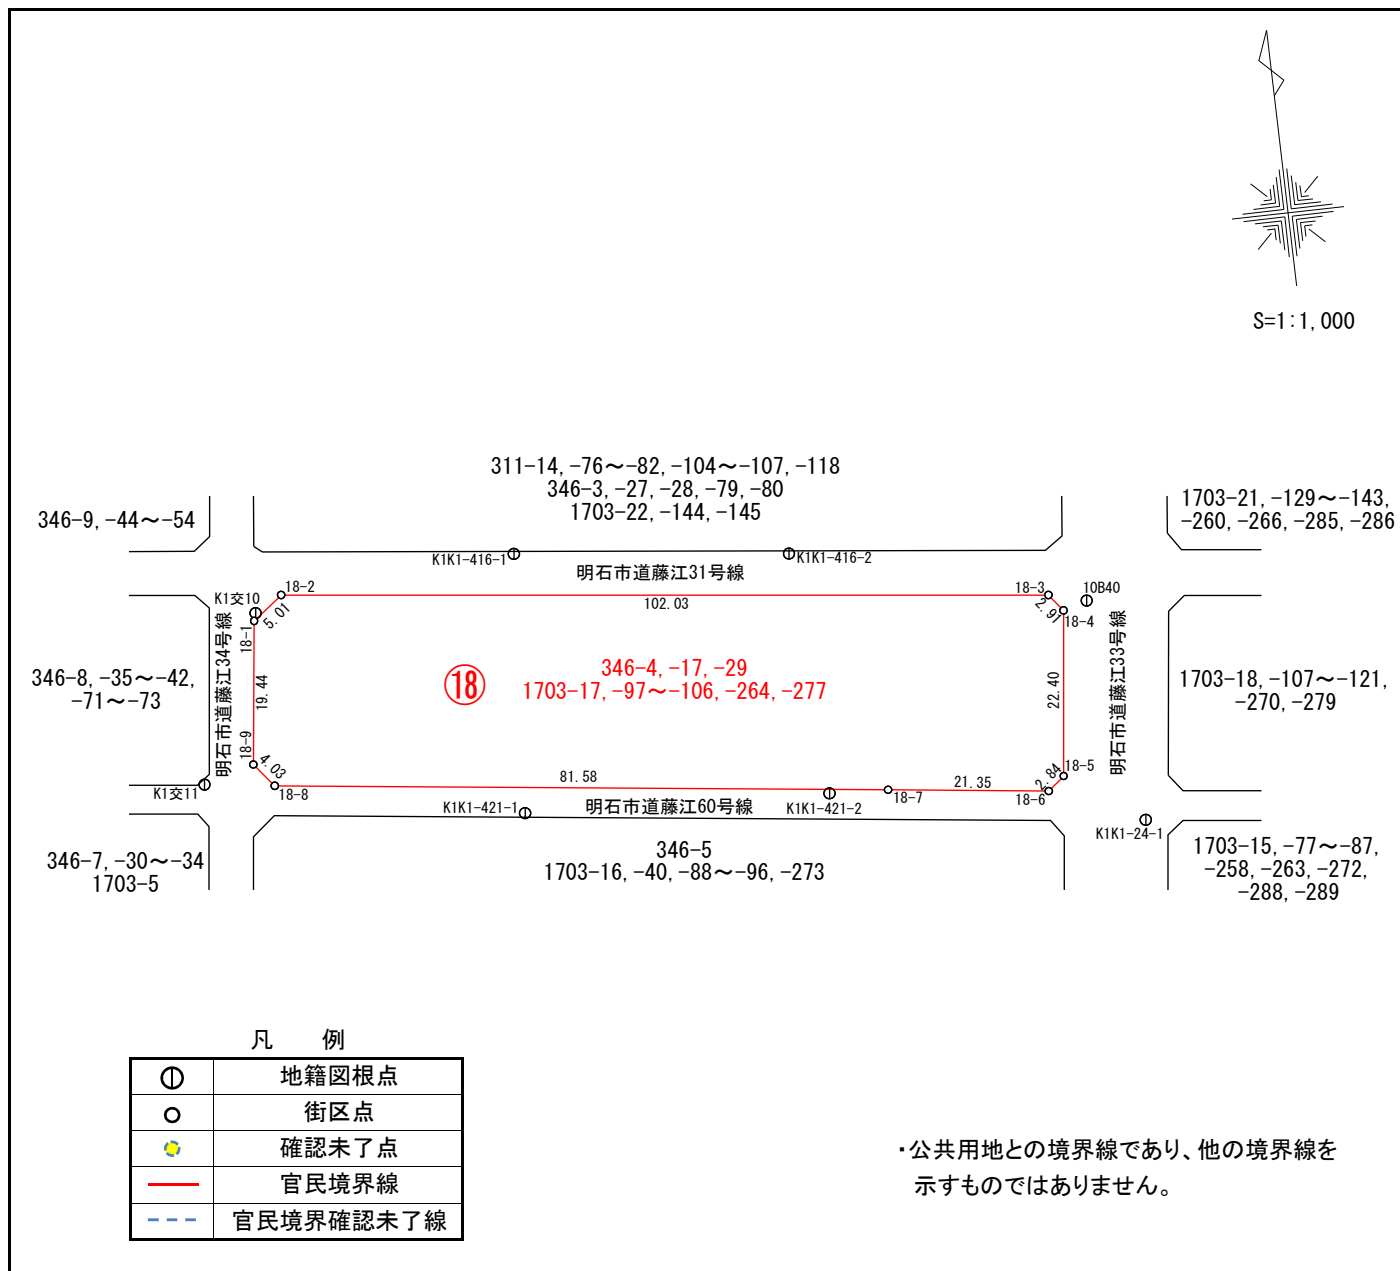 S=1:1,000
311-14, -76～-82, -104～-107, -118
346-3, -27, -28, -79, -80
1703-22, -144, -145
346-9, -44～-54
1703-21, -129～-143,
-260, -266, -285, -286
K1K1-416-1
K1K1-416-2
明石市道藤江31号線
K1交10
18-2
18-3
10B40
5.01
102.03
2.91
18-1
18-4
明石市道藤江34号線
明石市道藤江33号線
346-8, -35～-42,
-71～-73
19.44
⑱
346-4, -17, -29
1703-17, -97～-106, -264, -277
22.40
1703-18, -107～-121,
-270, -279
18-9
4.03
81.58
21.35
2.84
18-5
K1交11
18-8
K1K1-421-1
明石市道藤江60号線
K1K1-421-2
18-7
18-6
K1K1-24-1
346-7, -30～-34
1703-5
346-5
1703-16, -40, -88～-96, -273
1703-15, -77～-87,
-258, -263, -272,
-288, -289
凡　例
地籍図根点
街区点
確認未了点
官民境界線
官民境界確認未了線
・公共用地との境界線であり、他の境界線を
示すものではありません。